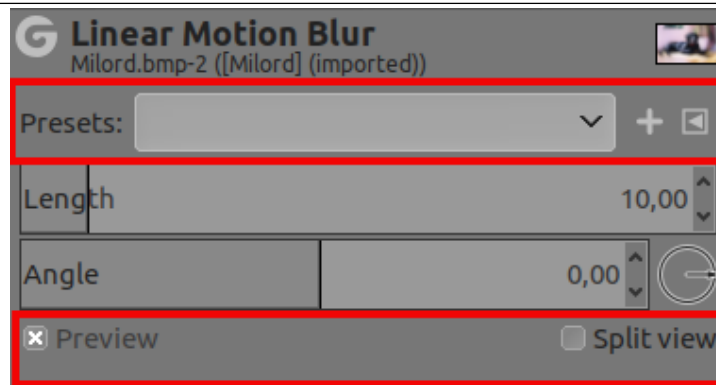 Linear Motion Blur
Milord.bmp-2 ([Milord] (imported))
Presets:
Length 10,00
Angle 0,00
Preview Split view